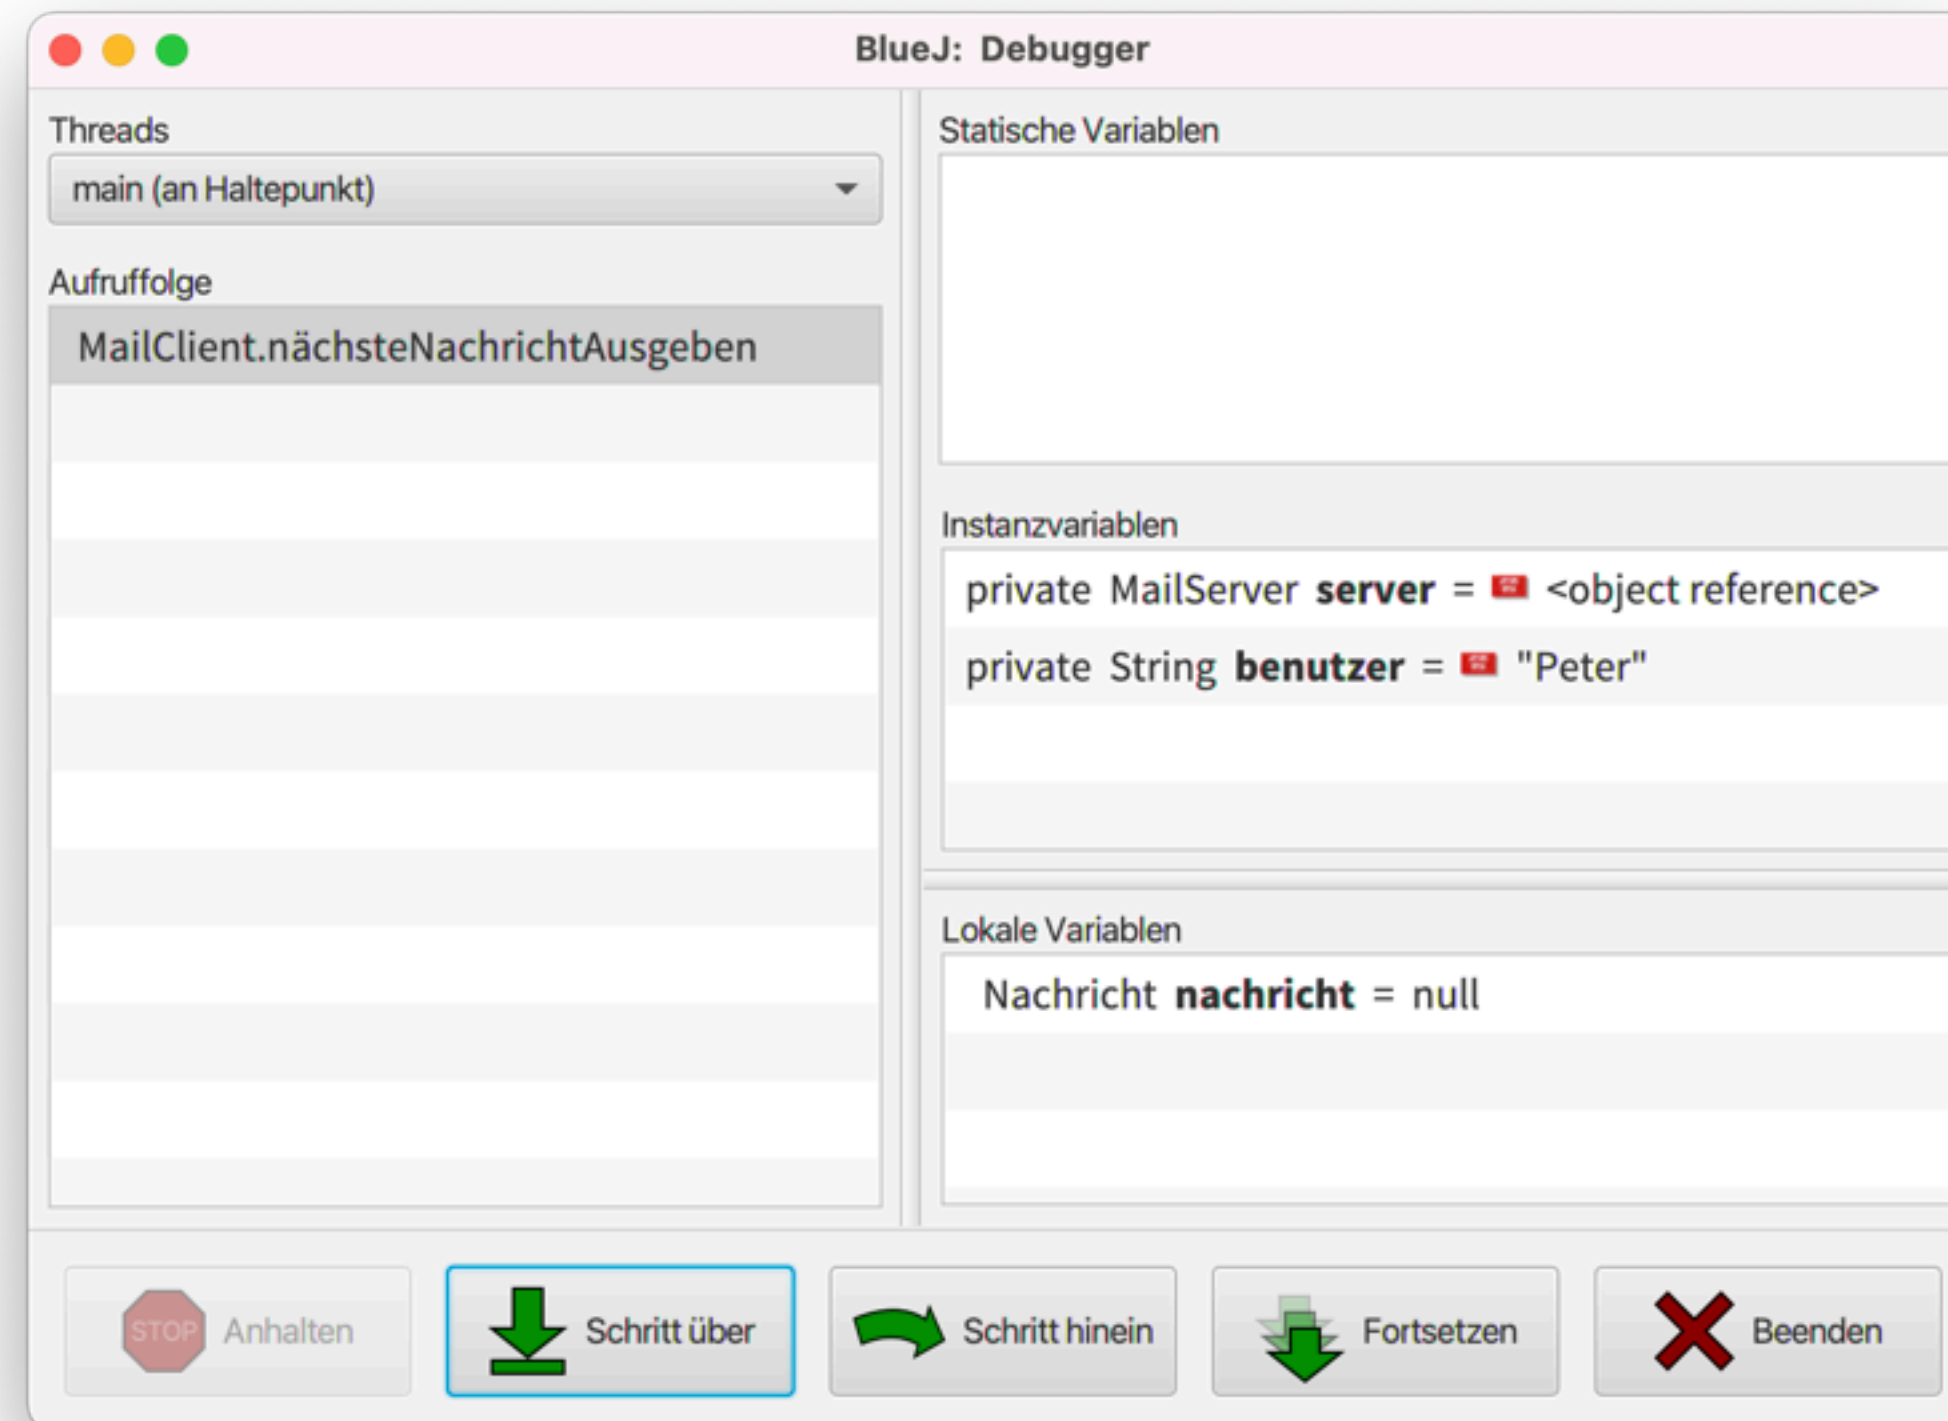 BlueJ: Debugger
Threads
main (an Haltepunkt)
Aufruffolge
MailClient.nächsteNachrichtAusgeben
Statische Variablen
Instanzvariablen
private MailServer server = <object reference>
private String benutzer = "Peter"
Lokale Variablen
Nachricht nachricht = null
STOP Anhalten
Schritt über
Schritt hinein
Fortsetzen
Beenden